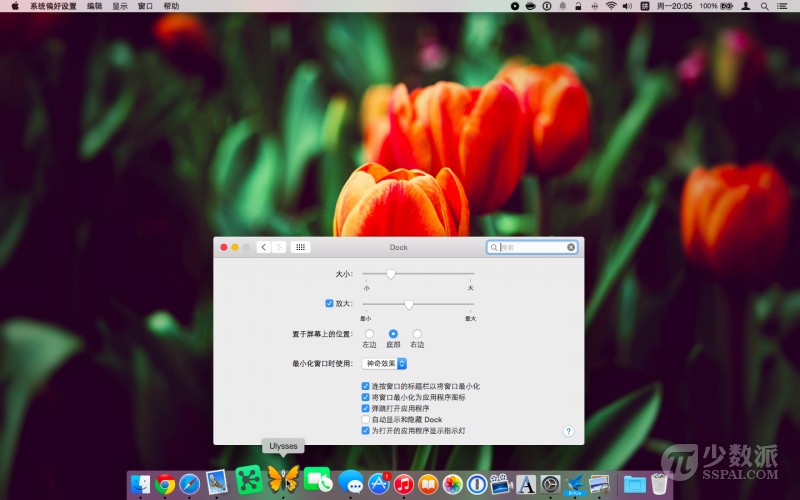 系统偏好设置 编辑 显示 窗口 帮助 拼 周一20:05 100%
Dock 搜索
大小:
小 大
放大:
最小 最大
置于屏幕上的位置:
左边 底部 右边
最小化窗口时使用: 神奇效果
连按窗口的标题栏以将窗口最小化
将窗口最小化为应用程序图标
弹跳打开应用程序
自动显示和隐藏 Dock
为打开的应用程序显示指示灯
?
Ulysses
少数派
SSPAI.COM